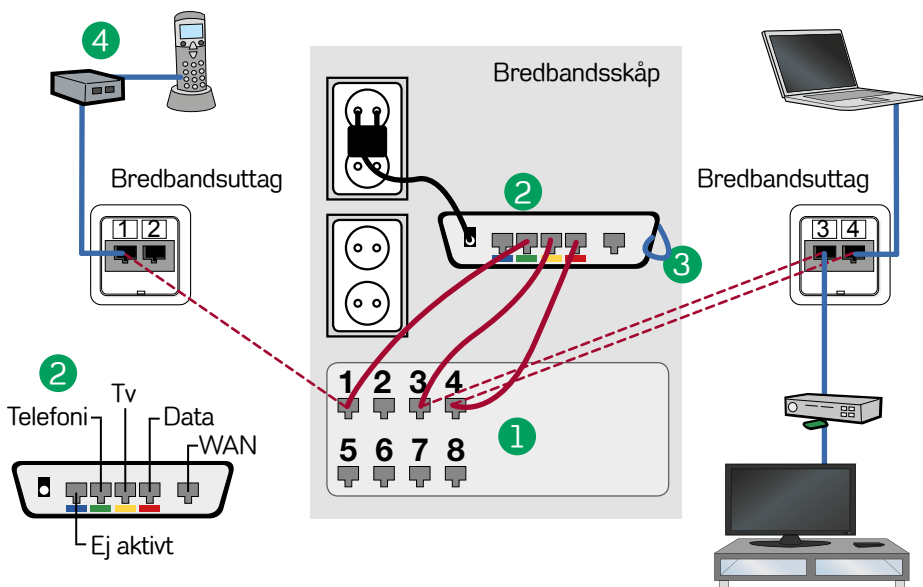 4
Bredbandsskåp
Bredbandsuttag
1 2
2
3
Bredbandsuttag
3 4
2
Telefoni
Tv
Data
WAN
Ej aktivt
1 2 3 4
5 6 7 8
1